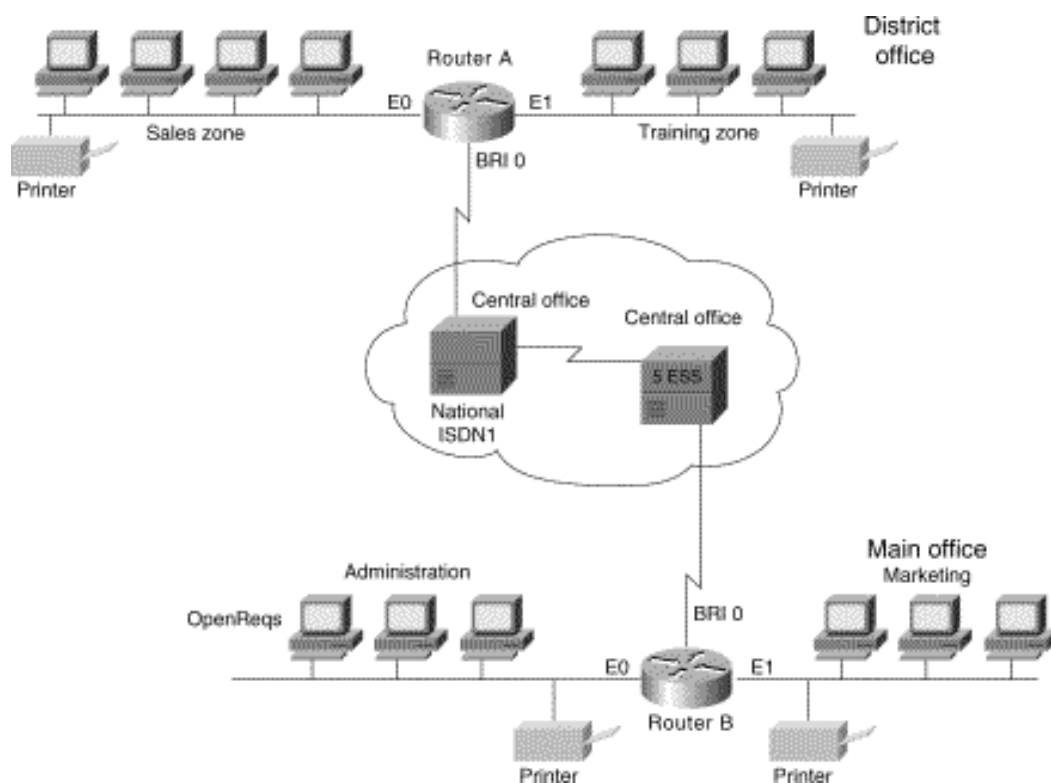 District
office
Router A
E0
E1
Sales zone
Training zone
BRI 0
Printer
Printer
Central office
Central office
5 ESS
National
ISDN1
Main office
Administration
Marketing
OpenReqs
BRI 0
E0
E1
Router B
Printer
Printer